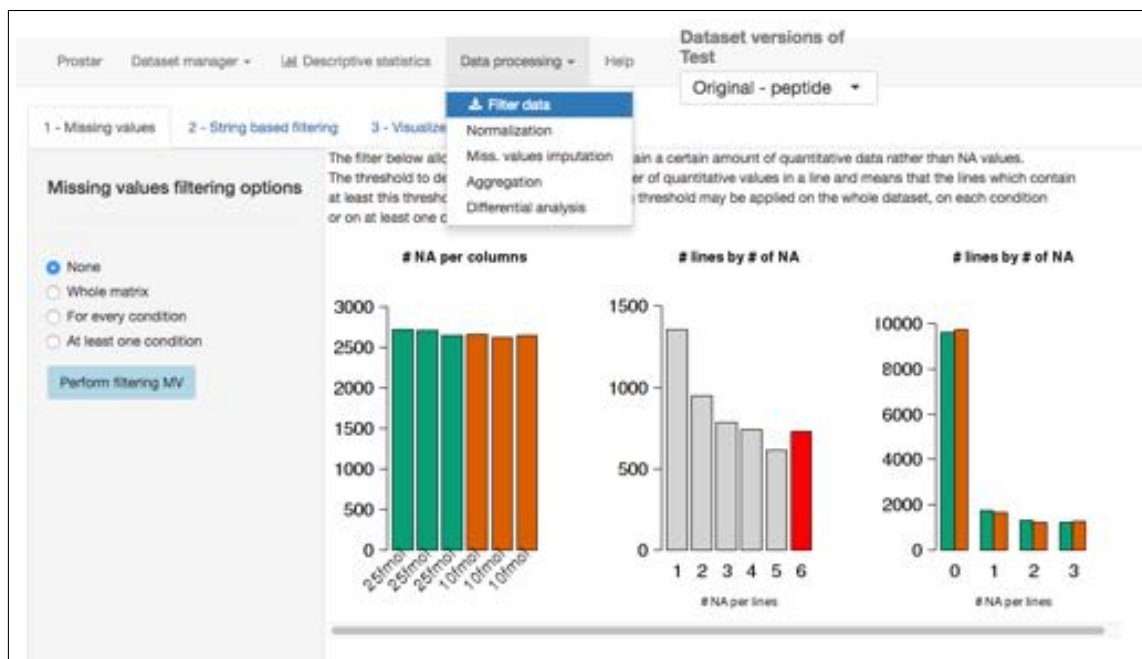 Dataset versions of
Test
Prostar Dataset manager Descriptive statistics Data processing Help
Original - peptide
Filter data
Normalization
Miss. values imputation
Aggregation
Differential analysis
1 - Missing values 2 - String based filtering 3 - Visualize
Missing values filtering options
None
Whole matrix
For every condition
At least one condition
Perform filtering MV
The filter below allo ain a certain amount of quantitative data rather than NA values.
The threshold to de er of quantitative values in a line and means that the lines which contain
at least this thresho threshold may be applied on the whole dataset, on each condition
or on at least one c
# NA per columns
3000
2500
2000
1500
1000
500
0
25fmol 25fmol 25fmol 10fmol 10fmol 10fmol
# lines by # of NA
1500
1000
500
0
1 2 3 4 5 6
# NA per lines
# lines by # of NA
10000
8000
6000
4000
2000
0
0 1 2 3
# NA per lines